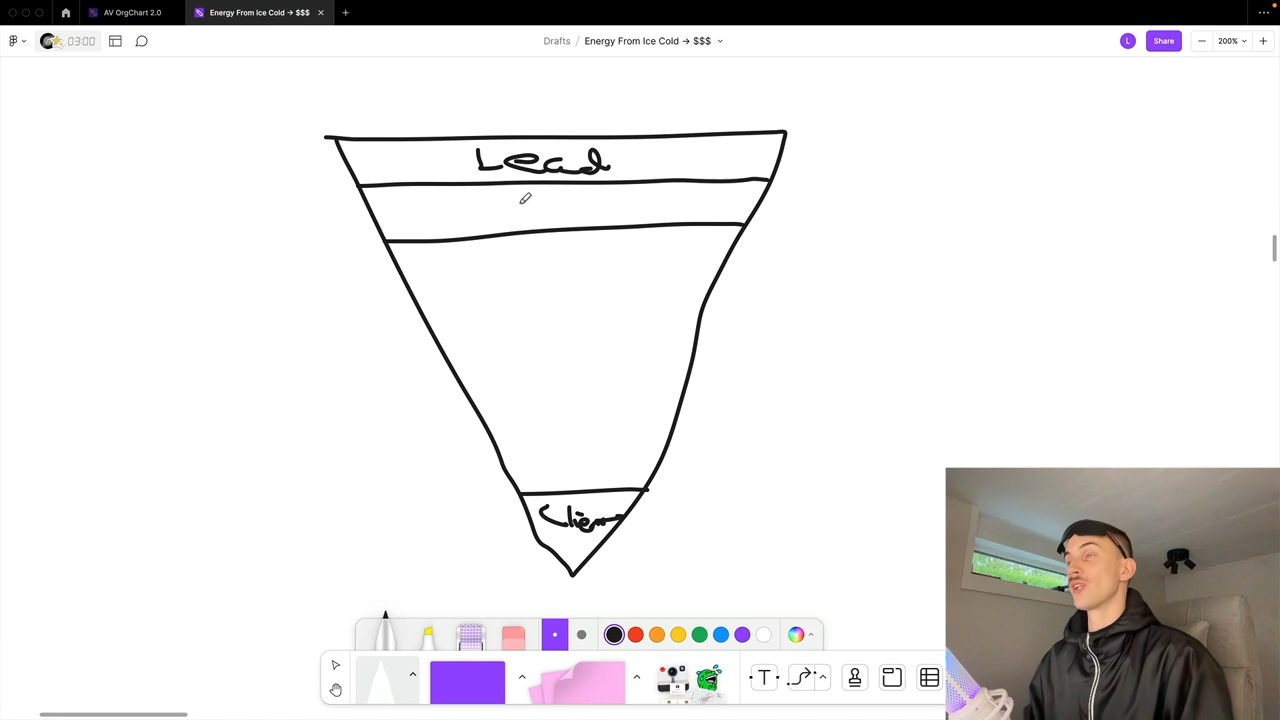 AV OrgChart 2.0
Energy From Ice Cold → $$$
03:00
Drafts / Energy From Ice Cold → $$$
L
Share
200%
Lead
Client
T